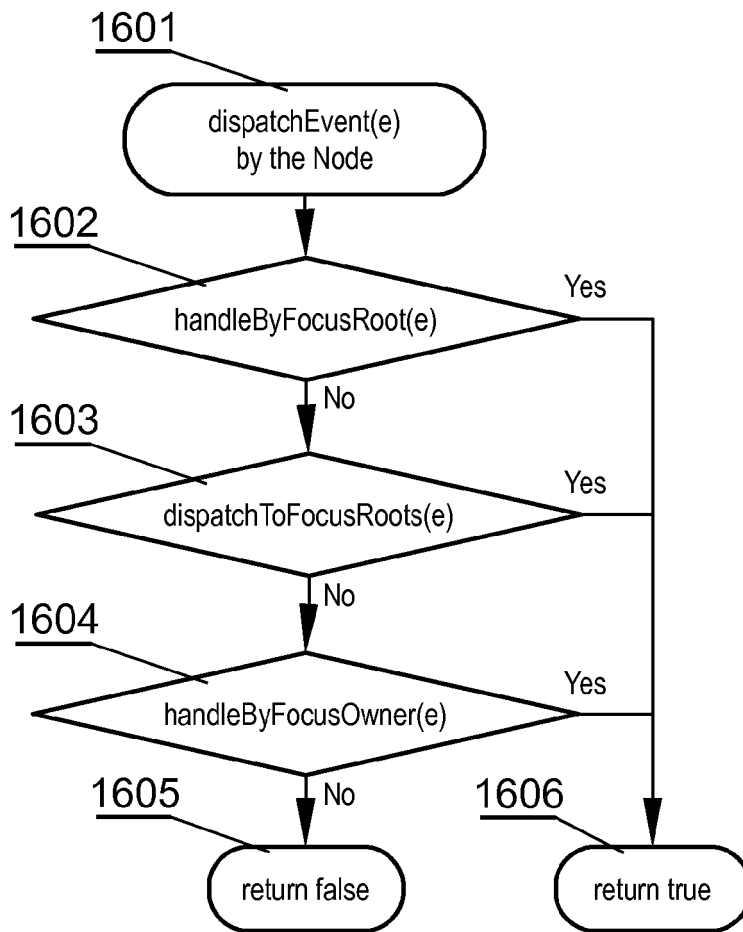 1601
dispatchEvent(e)
by the Node
1602
Yes
handleByFocusRoot(e)
No
1603
Yes
dispatchToFocusRoots(e)
No
1604
Yes
handleByFocusOwner(e)
No
1605
1606
return false
return true